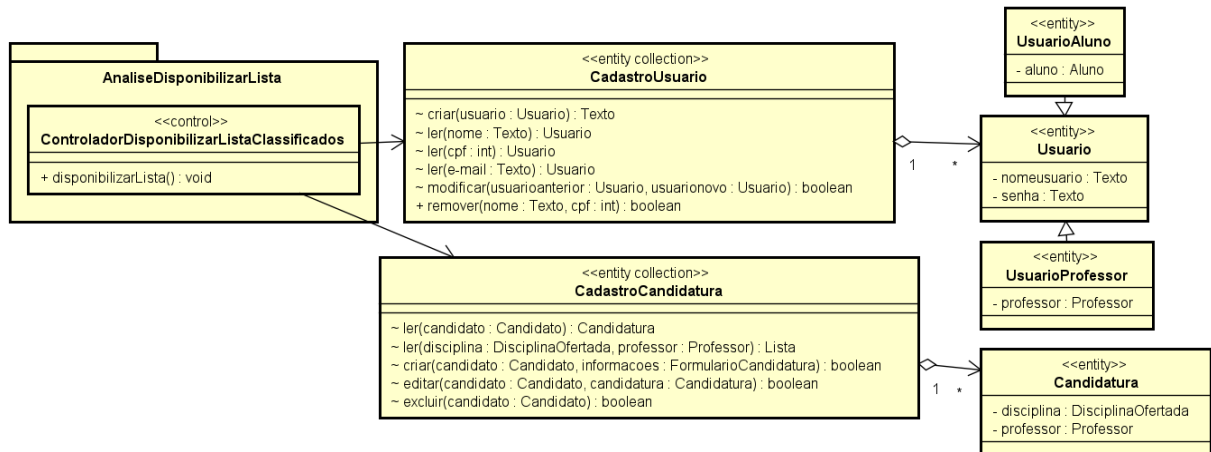 AnaliseDisponibilizarLista
<<control>>
ControladorDisponibilizarListaClassificados
+ disponibilizarLista() : void
<<entity collection>>
CadastroUsuario
~ criar(usuario : Usuario) : Texto
~ ler(nome : Texto) : Usuario
~ ler(cpf : int) : Usuario
~ ler(e-mail : Texto) : Usuario
~ modificar(usuarioanterior : Usuario, usuarionovo : Usuario) : boolean
+ remover(nome : Texto, cpf : int) : boolean
1
*
<<entity>>
UsuarioAluno
- aluno : Aluno
<<entity>>
Usuario
- nomeusuario : Texto
- senha : Texto
<<entity>>
UsuarioProfessor
- professor : Professor
<<entity collection>>
CadastroCandidatura
~ ler(candidato : Candidato) : Candidatura
~ ler(disciplina : DisciplinaOfertada, professor : Professor) : Lista
~ criar(candidato : Candidato, informacoes : FormularioCandidatura) : boolean
~ editar(candidato : Candidato, candidatura : Candidatura) : boolean
~ excluir(candidato : Candidato) : boolean
1
*
<<entity>>
Candidatura
- disciplina : DisciplinaOfertada
- professor : Professor